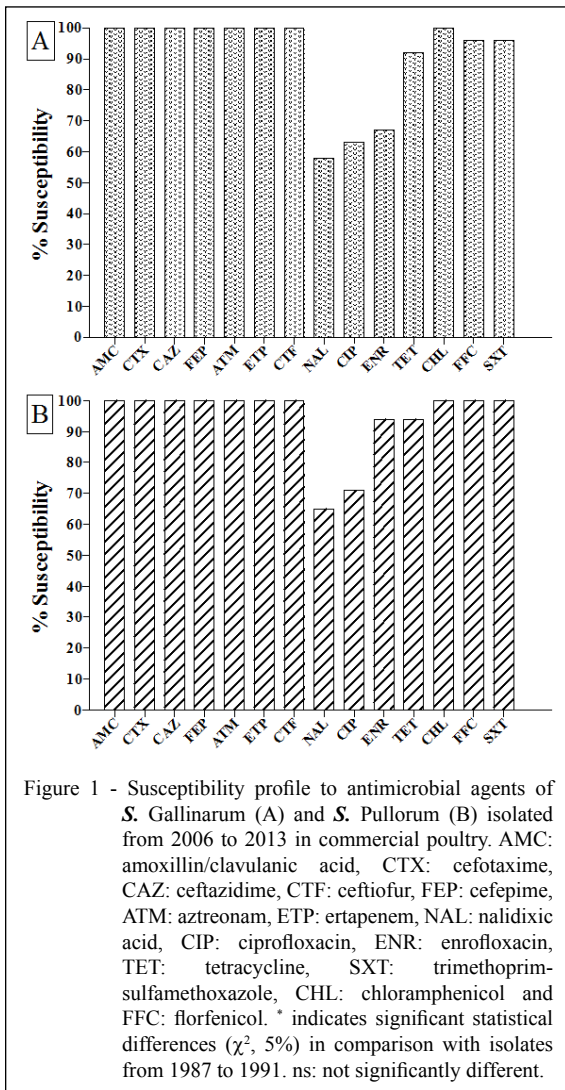 A
% Susceptibility
100
90
80
70
60
50
40
30
20
10
0
AMC CTX CAZ FEP ATM ETP CTF NAL CIP ENR TET CHL FFC SXT
B
% Susceptibility
100
90
80
70
60
50
40
30
20
10
0
AMC CTX CAZ FEP ATM ETP CTF NAL CIP ENR TET CHL FFC SXT
Figure 1 - Susceptibility profile to antimicrobial agents of
S. Gallinarum (A) and S. Pullorum (B) isolated
from 2006 to 2013 in commercial poultry. AMC:
amoxillin/clavulanic acid, CTX: cefotaxime,
CAZ: ceftazidime, CTF: ceftiofur, FEP: cefepime,
ATM: aztreonam, ETP: ertapenem, NAL: nalidixic
acid, CIP: ciprofloxacin, ENR: enrofloxacin,
TET: tetracycline, SXT: trimethoprim-
sulfamethoxazole, CHL: chloramphenicol and
FFC: florfenicol. * indicates significant statistical
differences (χ², 5%) in comparison with isolates
from 1987 to 1991. ns: not significantly different.